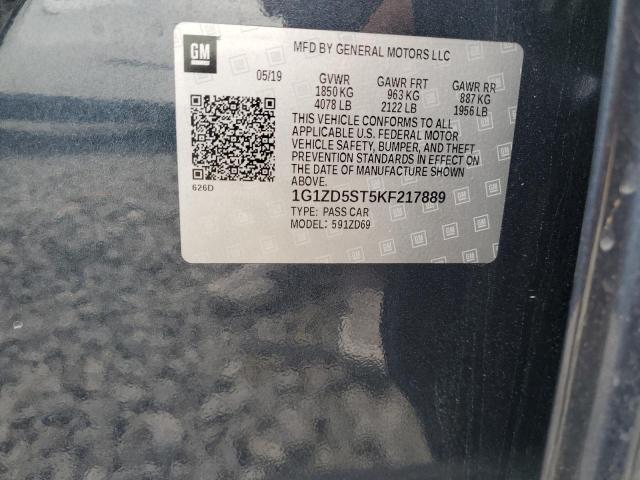 GM
MFD BY GENERAL MOTORS LLC
05/19 GVWR GAWR FRT GAWR RR
1850 KG 963 KG 887 KG
4078 LB 2122 LB 1956 LB
THIS VEHICLE CONFORMS TO ALL
APPLICABLE U.S. FEDERAL MOTOR
VEHICLE SAFETY, BUMPER, AND THEFT
PREVENTION STANDARDS IN EFFECT ON
THE DATE OF MANUFACTURE SHOWN ABOVE.
626D
1G1ZD5ST5KF217889
TYPE: PASS CAR
MODEL: 591ZD69